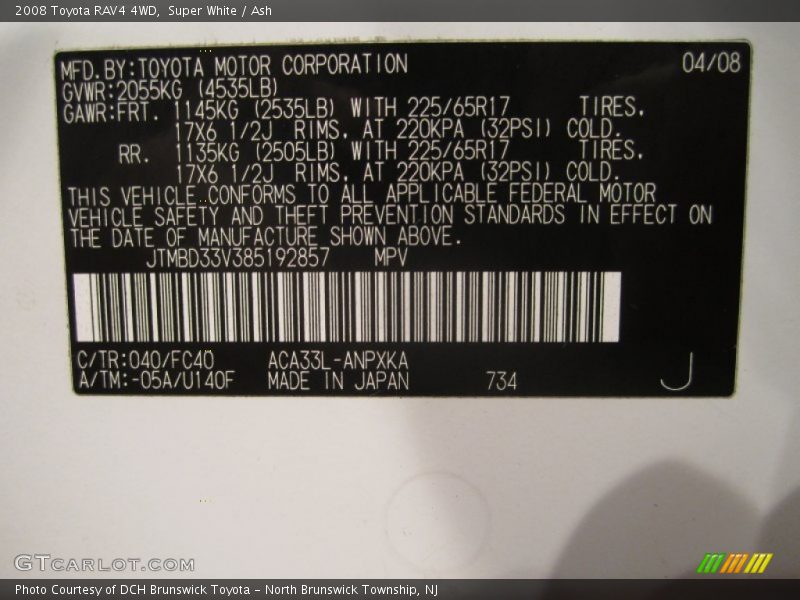 2008 Toyota RAV4 4WD,  Super White / Ash
MFD.BY:TOYOTA MOTOR CORPORATION 04/08
GVWR:2055KG (4535LB)
GAWR:FRT. 1145KG (2535LB) WITH 225/65R17 TIRES,
17X6 1/2J RIMS, AT 220KPA (32PSI) COLD.
RR. 1135KG (2505LB) WITH 225/65R17 TIRES,
17X6 1/2J RIMS, AT 220KPA (32PSI) COLD.
THIS VEHICLE CONFORMS TO ALL APPLICABLE FEDERAL MOTOR
VEHICLE SAFETY AND THEFT PREVENTION STANDARDS IN EFFECT ON
THE DATE OF MANUFACTURE SHOWN ABOVE.
JTMBD33V385192857 MPV
C/TR:040/FC40 ACA33L-ANPXKA
A/TM:-05A/U140F MADE IN JAPAN 734 J
GTCARLOT.COM
Photo Courtesy of DCH Brunswick Toyota - North Brunswick Township, NJ